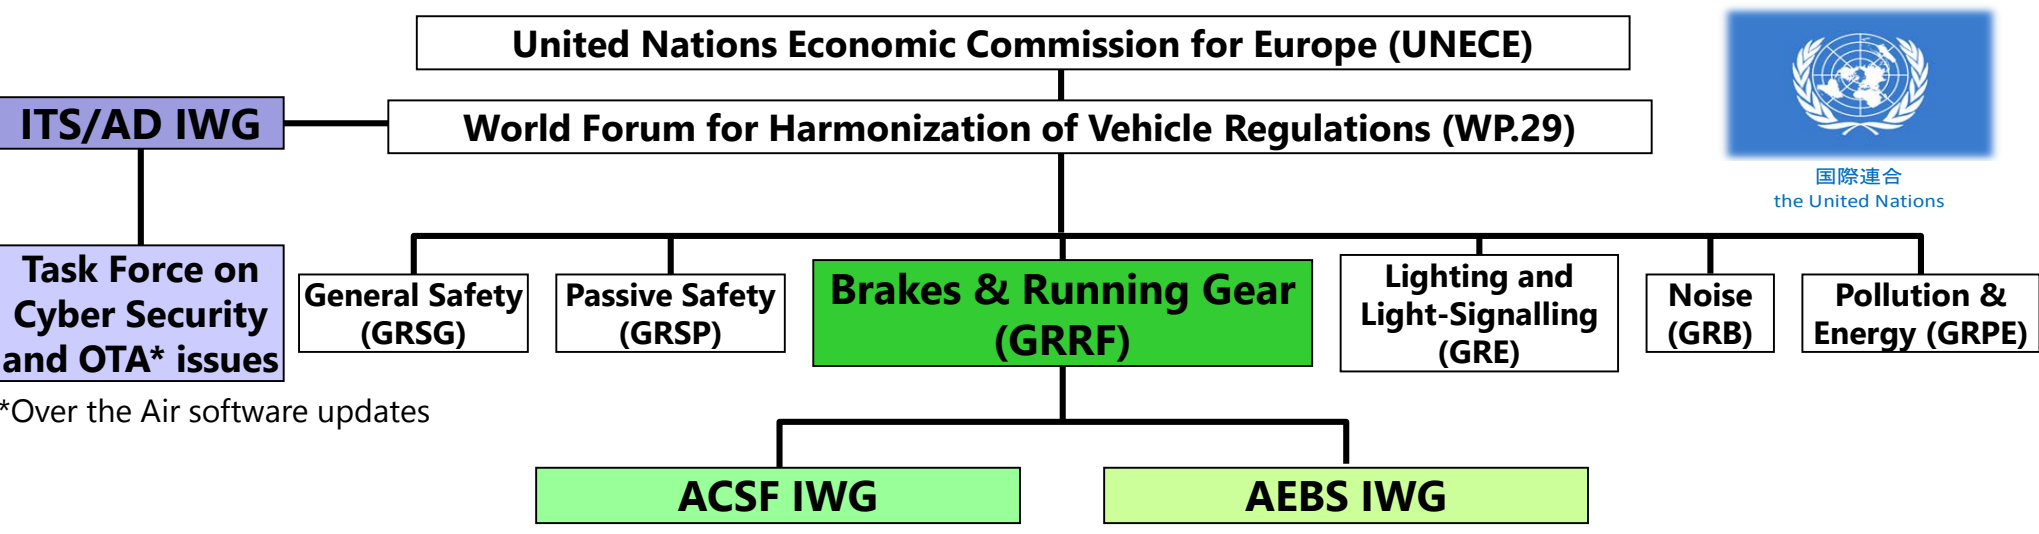 United Nations Economic Commission for Europe (UNECE)
ITS/AD IWG
World Forum for Harmonization of Vehicle Regulations (WP.29)
国際連合
the United Nations
Task Force on
Cyber Security
and OTA* issues
General Safety
(GRSG)
Passive Safety
(GRSP)
Brakes & Running Gear
(GRRF)
Lighting and
Light-Signalling
(GRE)
Noise
(GRB)
Pollution &
Energy (GRPE)
*Over the Air software updates
ACSF IWG
AEBS IWG